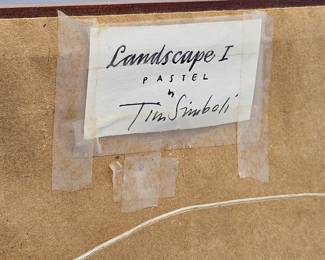 Landscape I
PASTEL
by
Tim Simboli